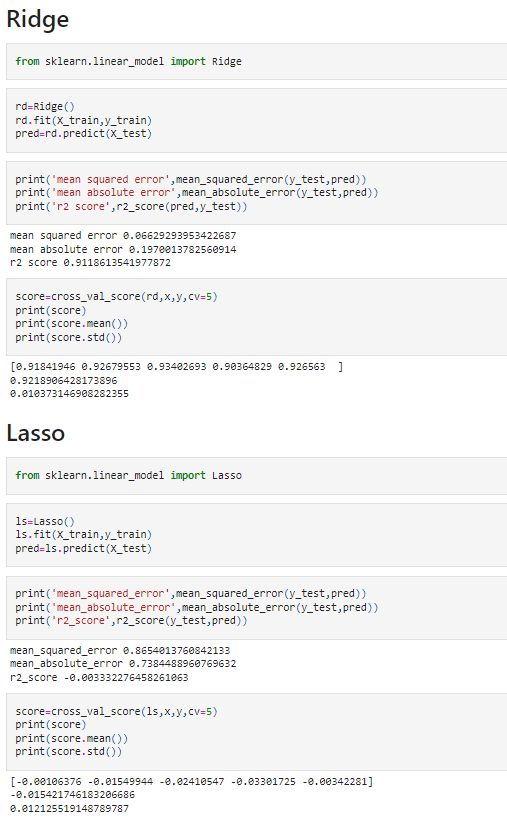 Ridge
from sklearn.linear_model import Ridge
rd=Ridge()
rd.fit(X_train,y_train)
pred=rd.predict(X_test)
print('mean squared error',mean_squared_error(y_test,pred))
print('mean absolute error',mean_absolute_error(y_test,pred))
print('r2 score',r2_score(pred,y_test))
mean squared error 0.06629293953422687
mean absolute error 0.1970013782560914
r2 score 0.9118613541977872
score=cross_val_score(rd,x,y,cv=5)
print(score)
print(score.mean())
print(score.std())
[0.91841946 0.92679553 0.93402693 0.90364829 0.926563  ]
0.9218906428173896
0.010373146908282355
Lasso
from sklearn.linear_model import Lasso
ls=Lasso()
ls.fit(X_train,y_train)
pred=ls.predict(X_test)
print('mean_squared_error',mean_squared_error(y_test,pred))
print('mean_absolute_error',mean_absolute_error(y_test,pred))
print('r2_score',r2_score(y_test,pred))
mean_squared_error 0.8654013760842133
mean_absolute_error 0.7384488960769632
r2_score -0.003332276458261063
score=cross_val_score(ls,x,y,cv=5)
print(score)
print(score.mean())
print(score.std())
[-0.00106376 -0.01549944 -0.02410547 -0.03301725 -0.00342281]
-0.015421746183206686
0.012125519148789787